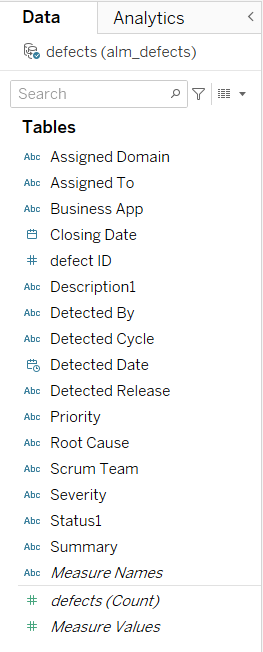 Data Analytics
defects (alm_defects)
Search
Tables
Abc Assigned Domain
Abc Assigned To
Abc Business App
Closing Date
# defect ID
Abc Description1
Abc Detected By
Abc Detected Cycle
Detected Date
Abc Detected Release
Abc Priority
Abc Root Cause
Abc Scrum Team
Abc Severity
Abc Status1
Abc Summary
Abc Measure Names
# defects (Count)
# Measure Values